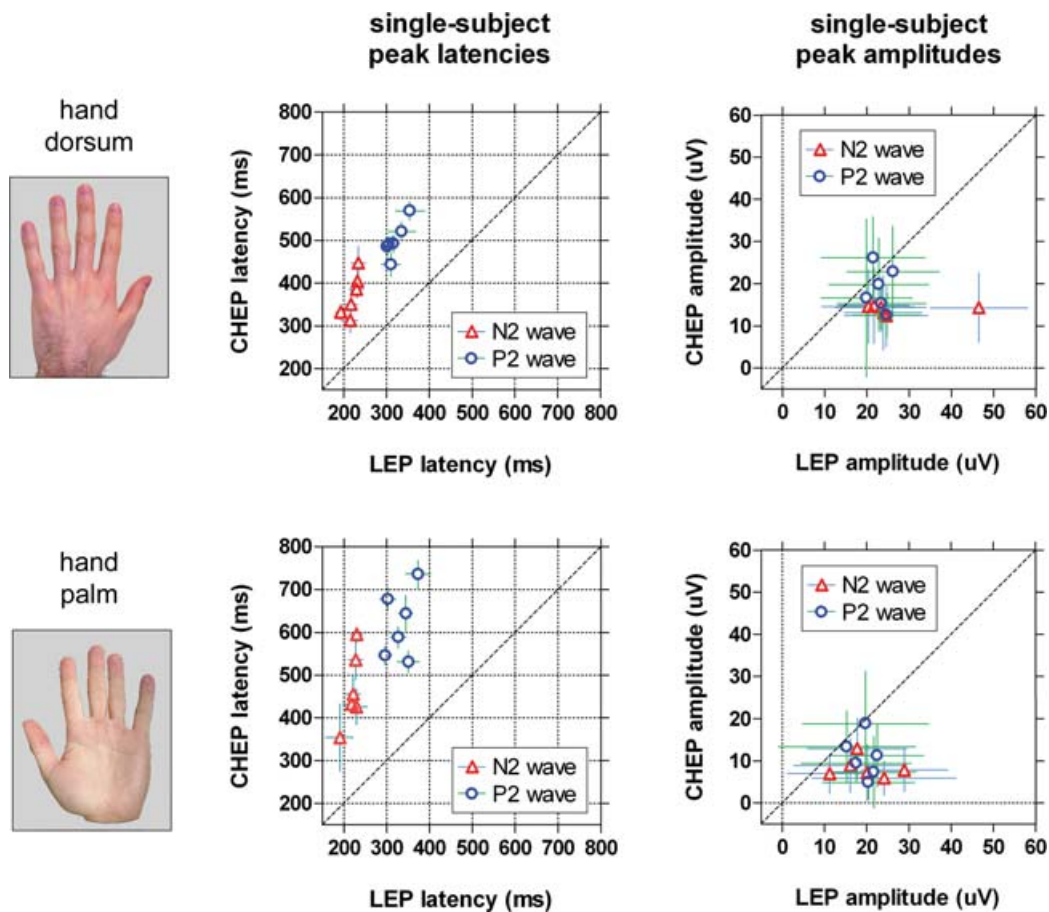 single-subject
peak latencies
single-subject
peak amplitudes
hand
dorsum
CHEP latency (ms)
800
700
600
500
400
300
200
N2 wave
P2 wave
200 300 400 500 600 700 800
LEP latency (ms)
CHEP amplitude (uV)
60
50
40
30
20
10
0
N2 wave
P2 wave
0 10 20 30 40 50 60
LEP amplitude (uV)
hand
palm
CHEP latency (ms)
800
700
600
500
400
300
200
N2 wave
P2 wave
200 300 400 500 600 700 800
LEP latency (ms)
CHEP amplitude (uV)
60
50
40
30
20
10
0
N2 wave
P2 wave
0 10 20 30 40 50 60
LEP amplitude (uV)